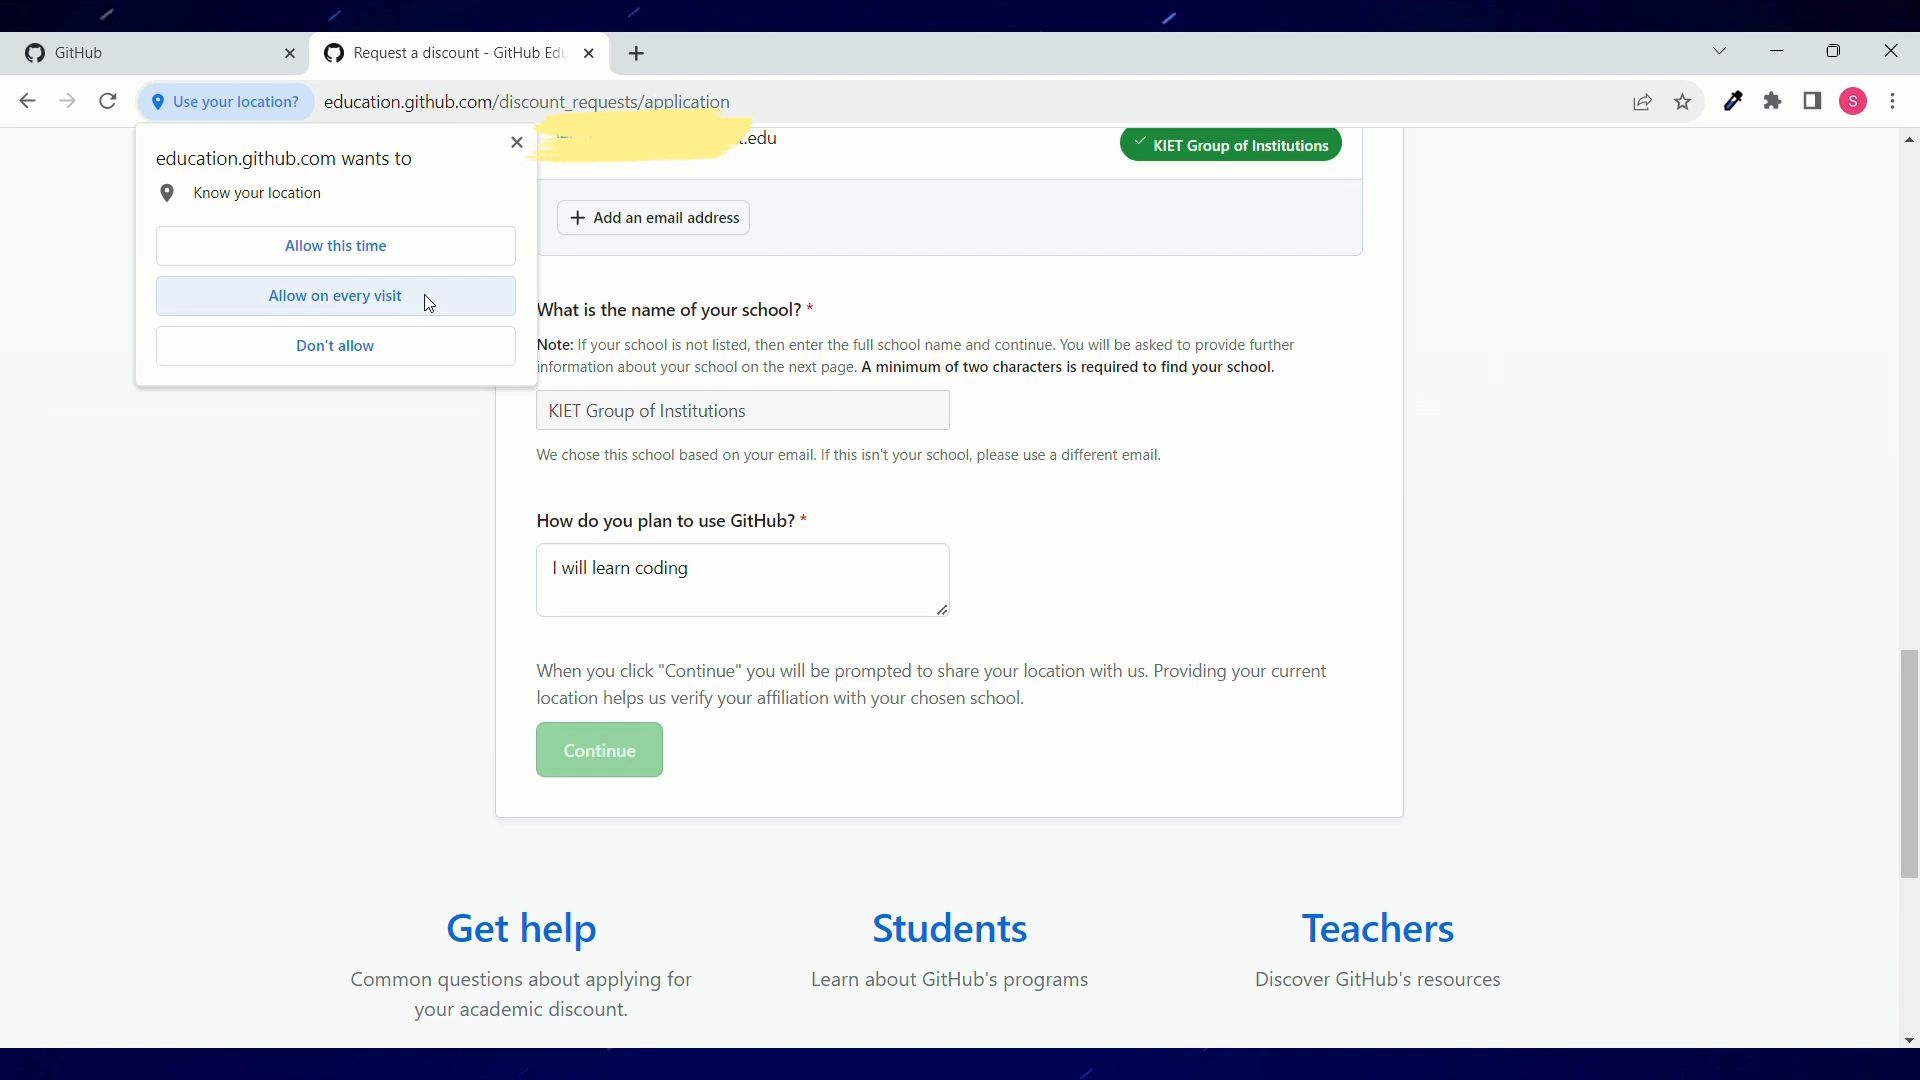 GitHub
Request a discount - GitHub Edu
Use your location?
education.github.com/discount_requests/application
S
education.github.com wants to
Know your location
Allow this time
Allow on every visit
Don't allow
.edu
KIET Group of Institutions
Add an email address
What is the name of your school? *
Note: If your school is not listed, then enter the full school name and continue. You will be asked to provide further
information about your school on the next page. A minimum of two characters is required to find your school.
KIET Group of Institutions
We chose this school based on your email. If this isn't your school, please use a different email.
How do you plan to use GitHub? *
I will learn coding
When you click "Continue" you will be prompted to share your location with us. Providing your current
location helps us verify your affiliation with your chosen school.
Continue
Get help
Students
Teachers
Common questions about applying for
your academic discount.
Learn about GitHub's programs
Discover GitHub's resources